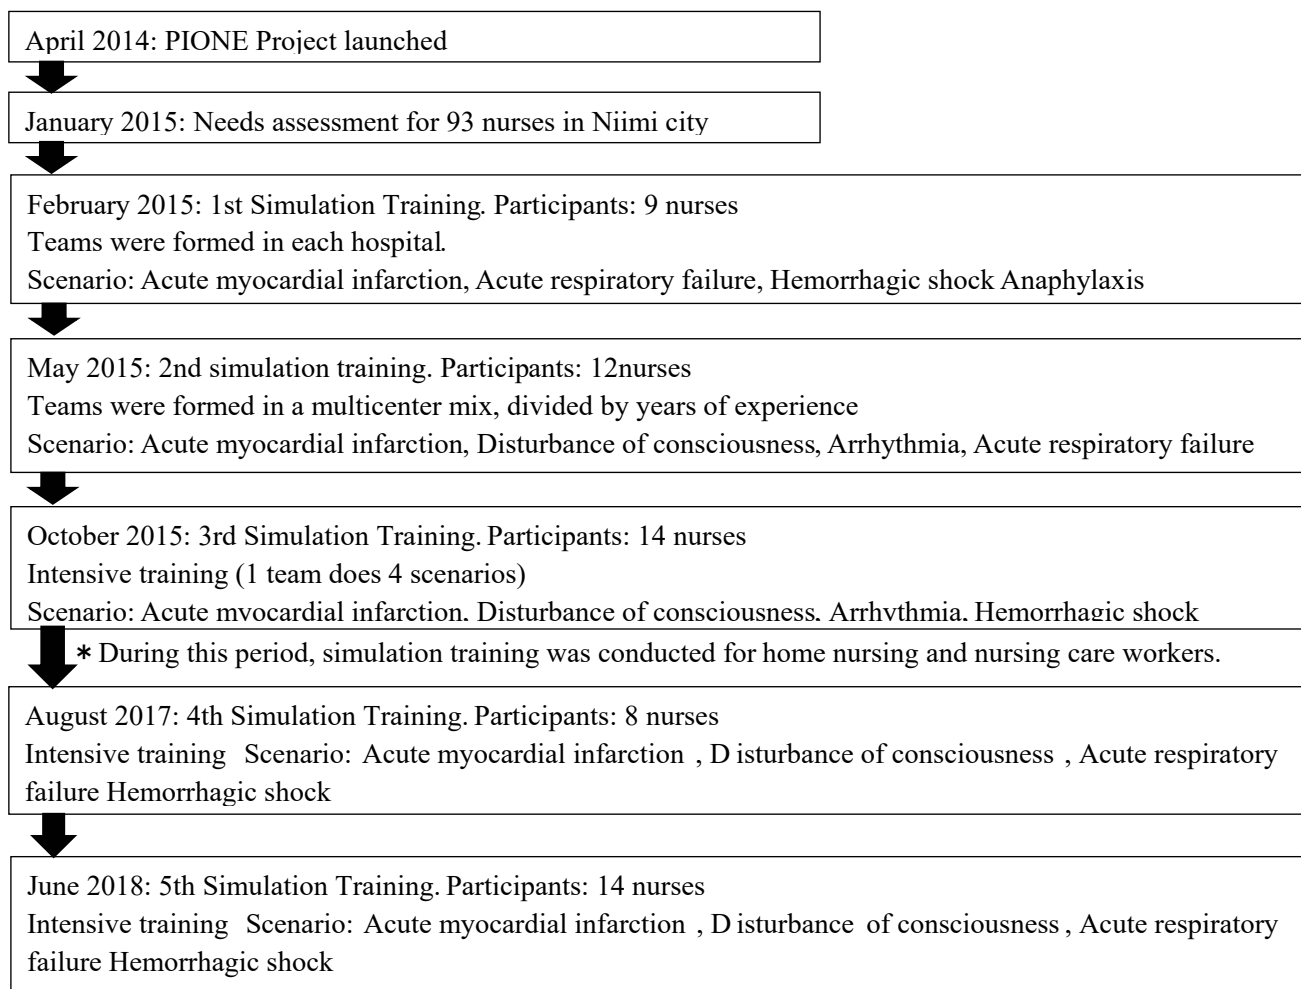 April 2014: PIONE Project launched
January 2015: Needs assessment for 93 nurses in Niimi city
February 2015: 1st Simulation Training. Participants: 9 nurses
Teams were formed in each hospital.
Scenario: Acute myocardial infarction, Acute respiratory failure, Hemorrhagic shock Anaphylaxis
May 2015: 2nd simulation training. Participants: 12nurses
Teams were formed in a multicenter mix, divided by years of experience
Scenario: Acute myocardial infarction, Disturbance of consciousness, Arrhythmia, Acute respiratory failure
October 2015: 3rd Simulation Training. Participants: 14 nurses
Intensive training (1 team does 4 scenarios)
Scenario: Acute myocardial infarction, Disturbance of consciousness, Arrhythmia, Hemorrhagic shock
* During this period, simulation training was conducted for home nursing and nursing care workers.
August 2017: 4th Simulation Training. Participants: 8 nurses
Intensive training Scenario: Acute myocardial infarction , D isturbance of consciousness , Acute respiratory
failure Hemorrhagic shock
June 2018: 5th Simulation Training. Participants: 14 nurses
Intensive training Scenario: Acute myocardial infarction , D isturbance of consciousness , Acute respiratory
failure Hemorrhagic shock